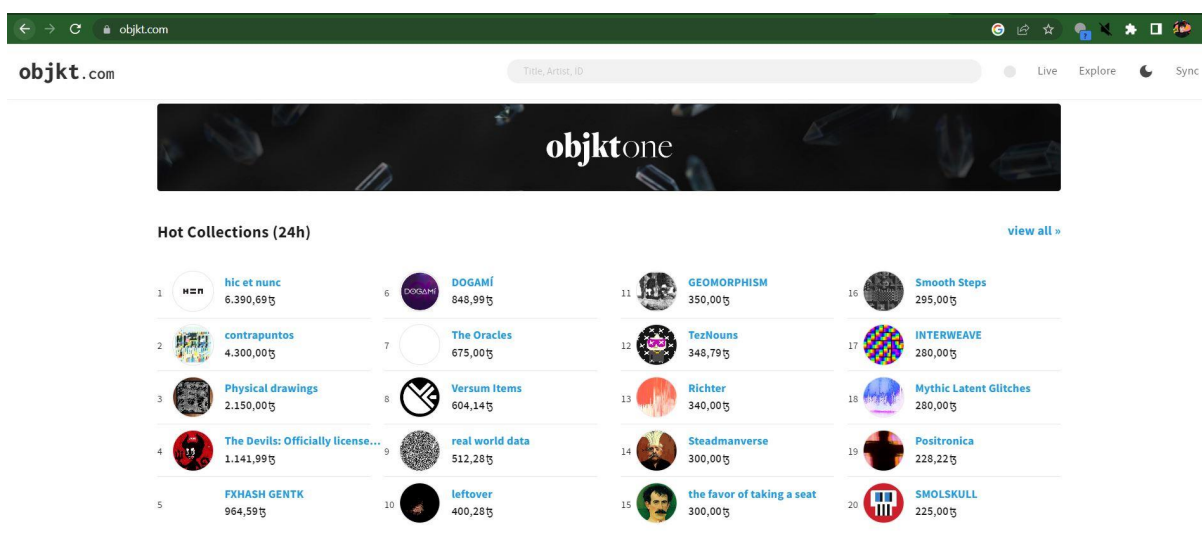 objkt.com
objkt.com
Title, Artist, ID
Live
Explore
Sync
objktone
Hot Collections (24h)
view all »
1
H=N
hic et nunc
6.390,69ꜩ
2
contrapuntos
4.300,00ꜩ
3
Physical drawings
2.150,00ꜩ
4
The Devils: Officially license...
1.141,99ꜩ
5
FXHASH GENTK
964,59ꜩ
6
DOGAMÍ
DOGAMÍ
848,99ꜩ
7
The Oracles
675,00ꜩ
8
Versum Items
604,14ꜩ
9
real world data
512,28ꜩ
10
leftover
400,28ꜩ
11
GEOMORPHISM
350,00ꜩ
12
TezNouns
348,79ꜩ
13
Richter
340,00ꜩ
14
Steadmanverse
300,00ꜩ
15
the favor of taking a seat
300,00ꜩ
16
Smooth Steps
295,00ꜩ
17
INTERWEAVE
280,00ꜩ
18
Mythic Latent Glitches
280,00ꜩ
19
Positronica
228,22ꜩ
20
SMOLSKULL
225,00ꜩ